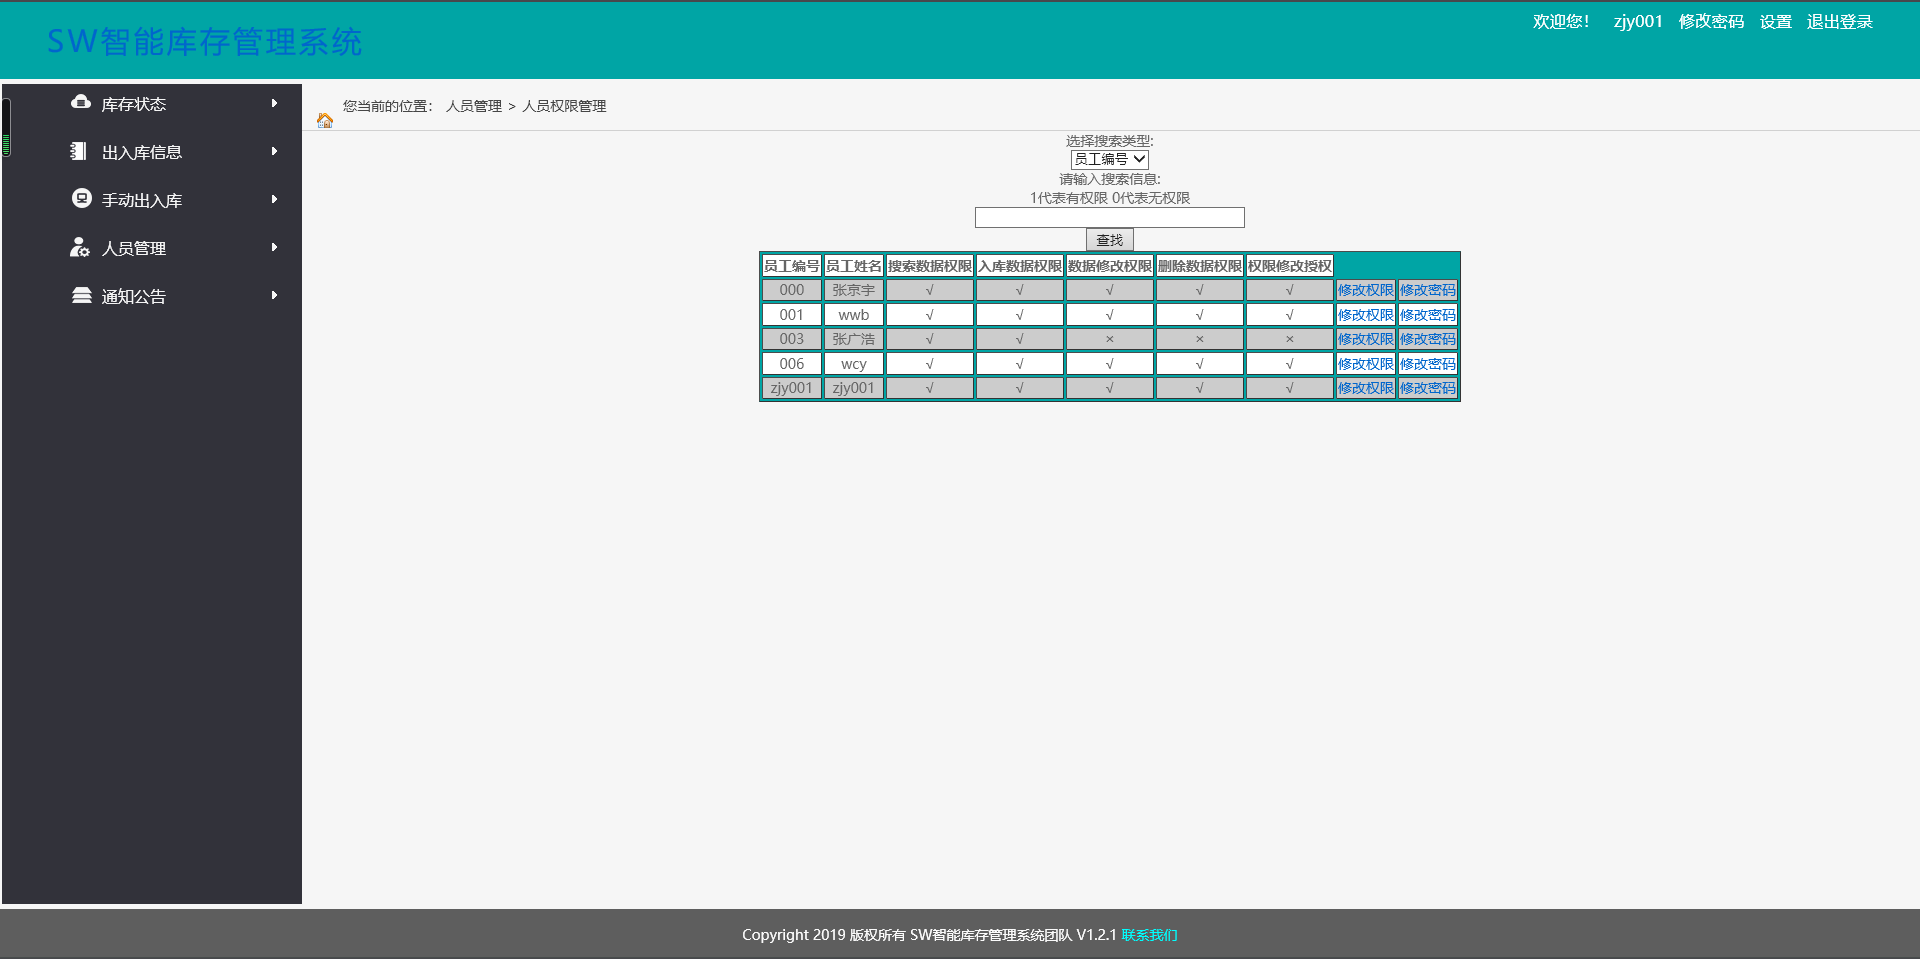 SW智能库存管理系统
欢迎您！ zjy001 修改密码 设置 退出登录
库存状态
出入库信息
手动出入库
人员管理
通知公告
您当前的位置： 人员管理 > 人员权限管理
选择搜索类型:
员工编号
请输入搜索信息:
1代表有权限 0代表无权限
查找
员工编号 员工姓名 搜索数据权限 入库数据权限 数据修改权限 删除数据权限 权限修改授权
000 张京宇 √ √ √ √ √ 修改权限 修改密码
001 wwb √ √ √ √ √ 修改权限 修改密码
003 张广浩 √ √ × × × 修改权限 修改密码
006 wcy √ √ √ √ √ 修改权限 修改密码
zjy001 zjy001 √ √ √ √ √ 修改权限 修改密码
Copyright 2019 版权所有 SW智能库存管理系统团队 V1.2.1 联系我们